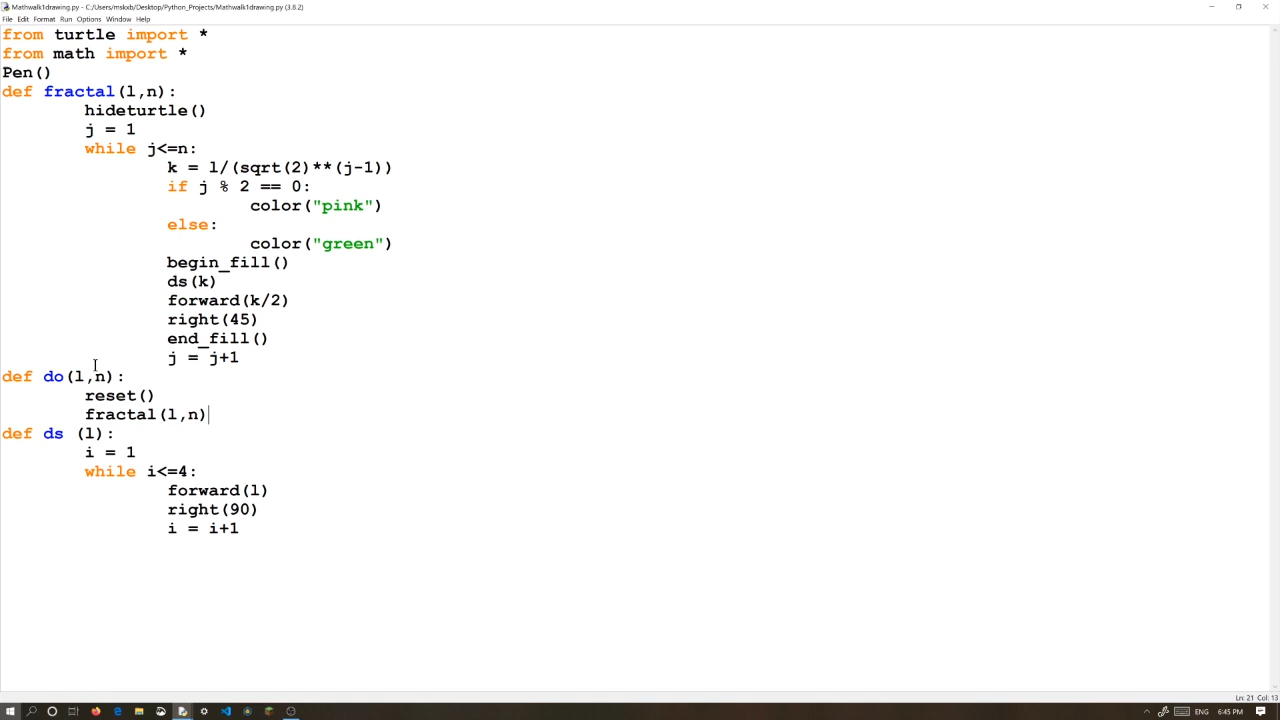 Mathwalk1drawing.py - C:/Users/mskxb/Desktop/Python_Projects/Mathwalk1drawing.py (3.8.2)
File Edit Format Run Options Window Help
from turtle import *
from math import *
Pen()
def fractal(l,n):
        hideturtle()
        j = 1
        while j<=n:
                k = l/(sqrt(2)**(j-1))
                if j % 2 == 0:
                        color("pink")
                else:
                        color("green")
                begin_fill()
                ds(k)
                forward(k/2)
                right(45)
                end_fill()
                j = j+1
def do(l,n):
        reset()
        fractal(l,n)
def ds (l):
        i = 1
        while i<=4:
                forward(l)
                right(90)
                i = i+1
Ln: 21 Col: 13
ENG 6:45 PM